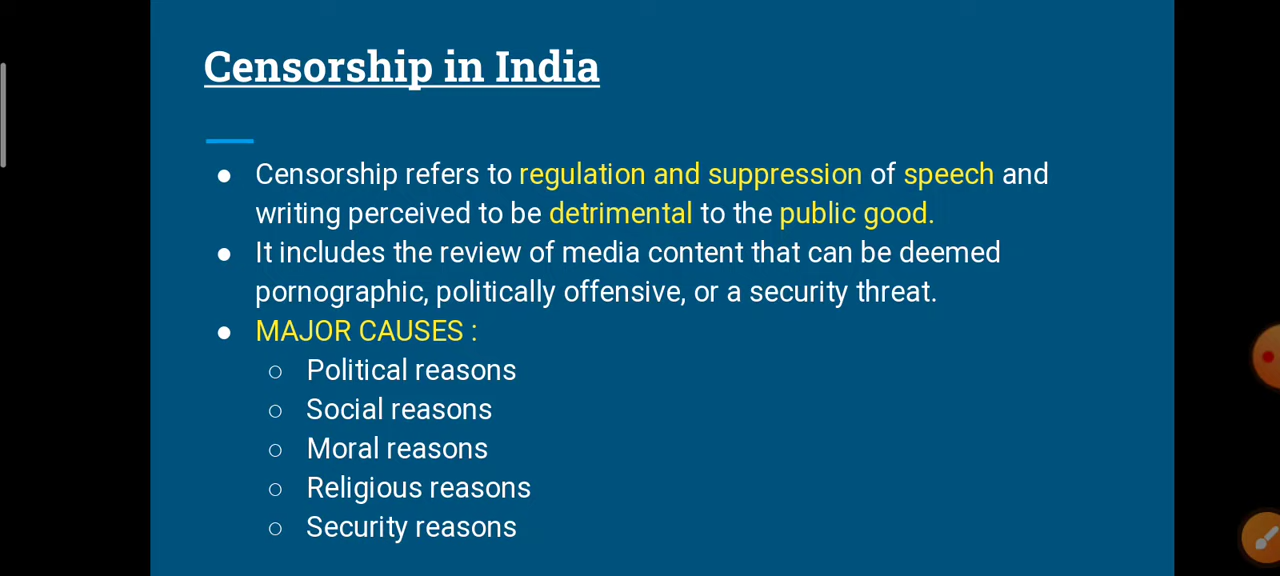 Censorship in India
● Censorship refers to regulation and suppression of speech and
writing perceived to be detrimental to the public good.
● It includes the review of media content that can be deemed
pornographic, politically offensive, or a security threat.
● MAJOR CAUSES :
○ Political reasons
○ Social reasons
○ Moral reasons
○ Religious reasons
○ Security reasons